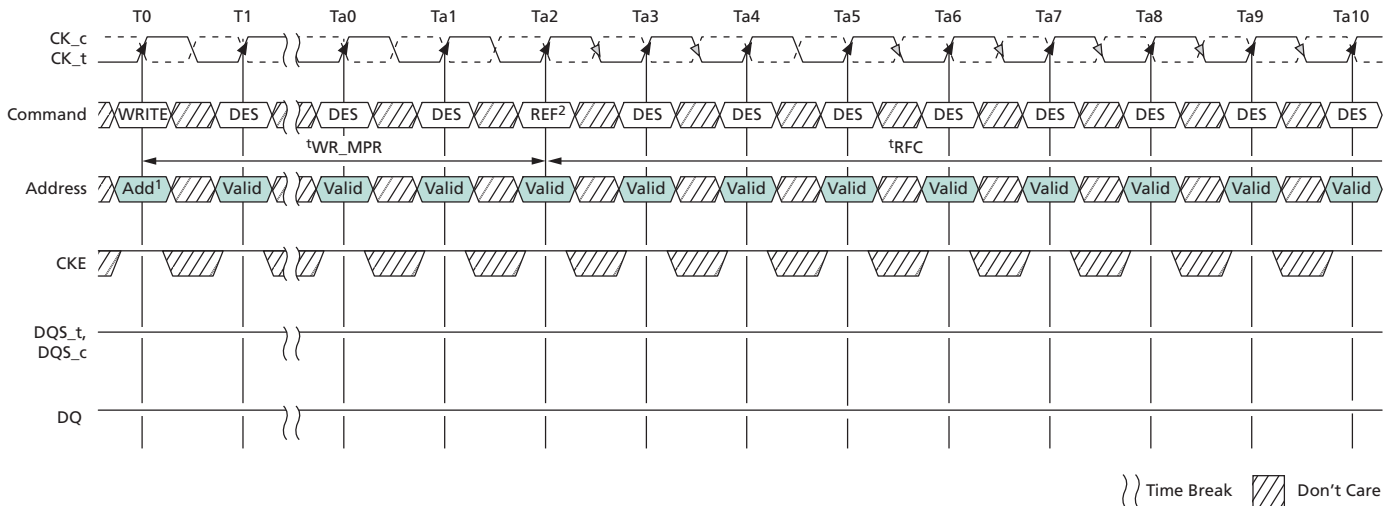 T0 T1 Ta0 Ta1 Ta2 Ta3 Ta4 Ta5 Ta6 Ta7 Ta8 Ta9 Ta10
CK_c
CK_t
Command WRITE DES DES DES REF² DES DES DES DES DES DES DES DES
tWR_MPR tRFC
Address Add¹ Valid Valid Valid Valid Valid Valid Valid Valid Valid Valid Valid Valid
CKE
DQS_t,
DQS_c
DQ
Time Break Don't Care